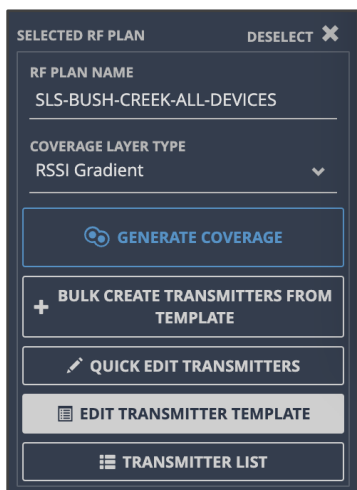 SELECTED RF PLAN DESELECT ✖
RF PLAN NAME
SLS-BUSH-CREEK-ALL-DEVICES
COVERAGE LAYER TYPE
RSSI Gradient
GENERATE COVERAGE
+ BULK CREATE TRANSMITTERS FROM
TEMPLATE
QUICK EDIT TRANSMITTERS
EDIT TRANSMITTER TEMPLATE
TRANSMITTER LIST